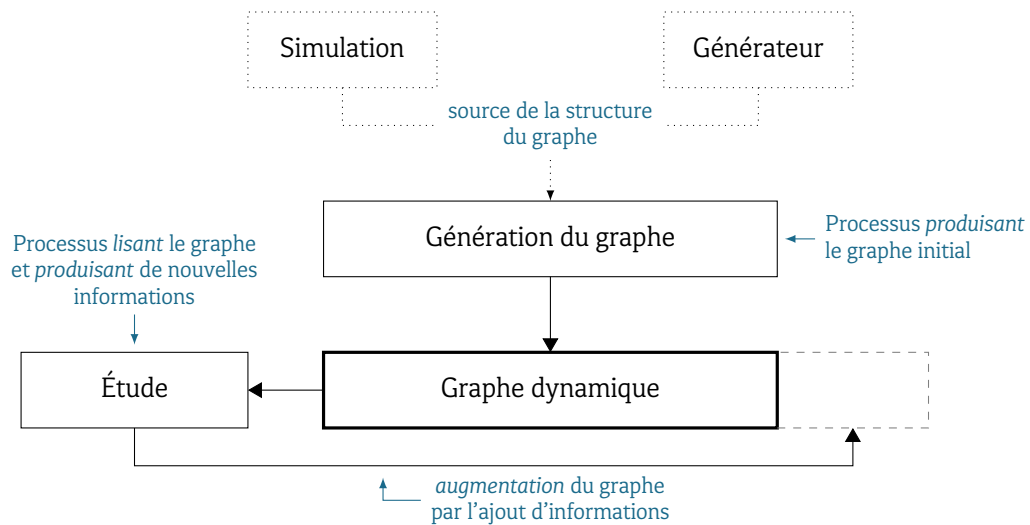 Simulation
Générateur
source de la structure
du graphe
Génération du graphe
Processus produisant
le graphe initial
Processus lisant le graphe
et produisant de nouvelles
informations
Étude
Graphe dynamique
augmentation du graphe
par l'ajout d'informations